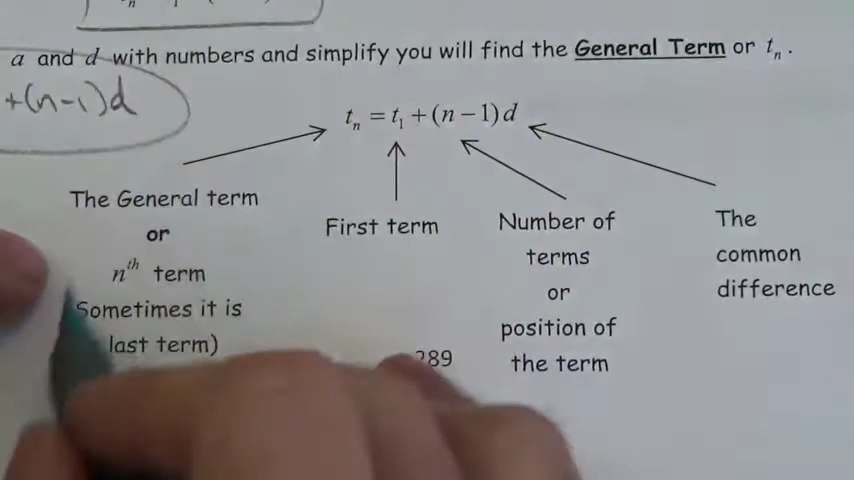 a and d with numbers and simplify you will find the General Term or tₙ.
+(n-1)d
tₙ = t₁ + (n − 1)d
The General term
or
nᵗʰ term
Sometimes it is
last term)
First term
289
Number of
terms
or
position of
the term
The
common
difference